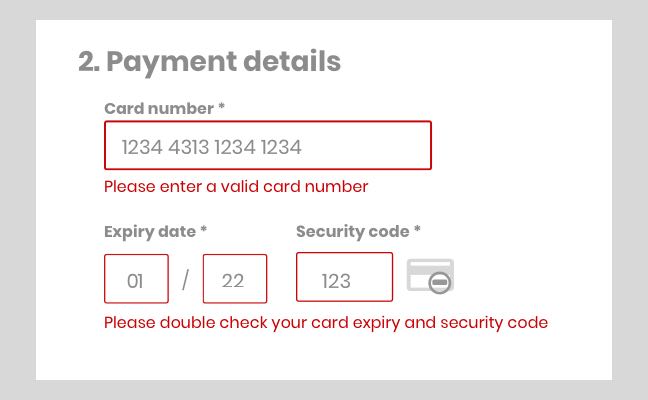 2. Payment details
Card number *
1234 4313 1234 1234
Please enter a valid card number
Expiry date * Security code *
01 / 22 123
Please double check your card expiry and security code